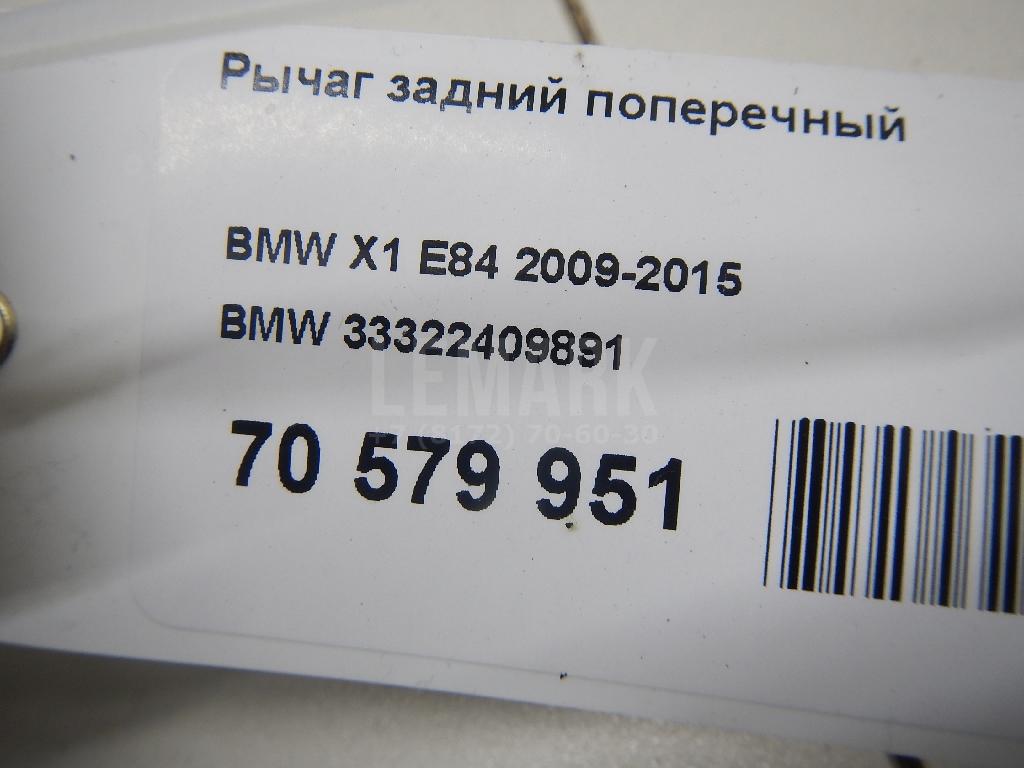 Рычаг задний поперечный
BMW X1 E84 2009-2015
BMW 33322409891
LEMARK
+7 (8172) 70-60-30
70 579 951